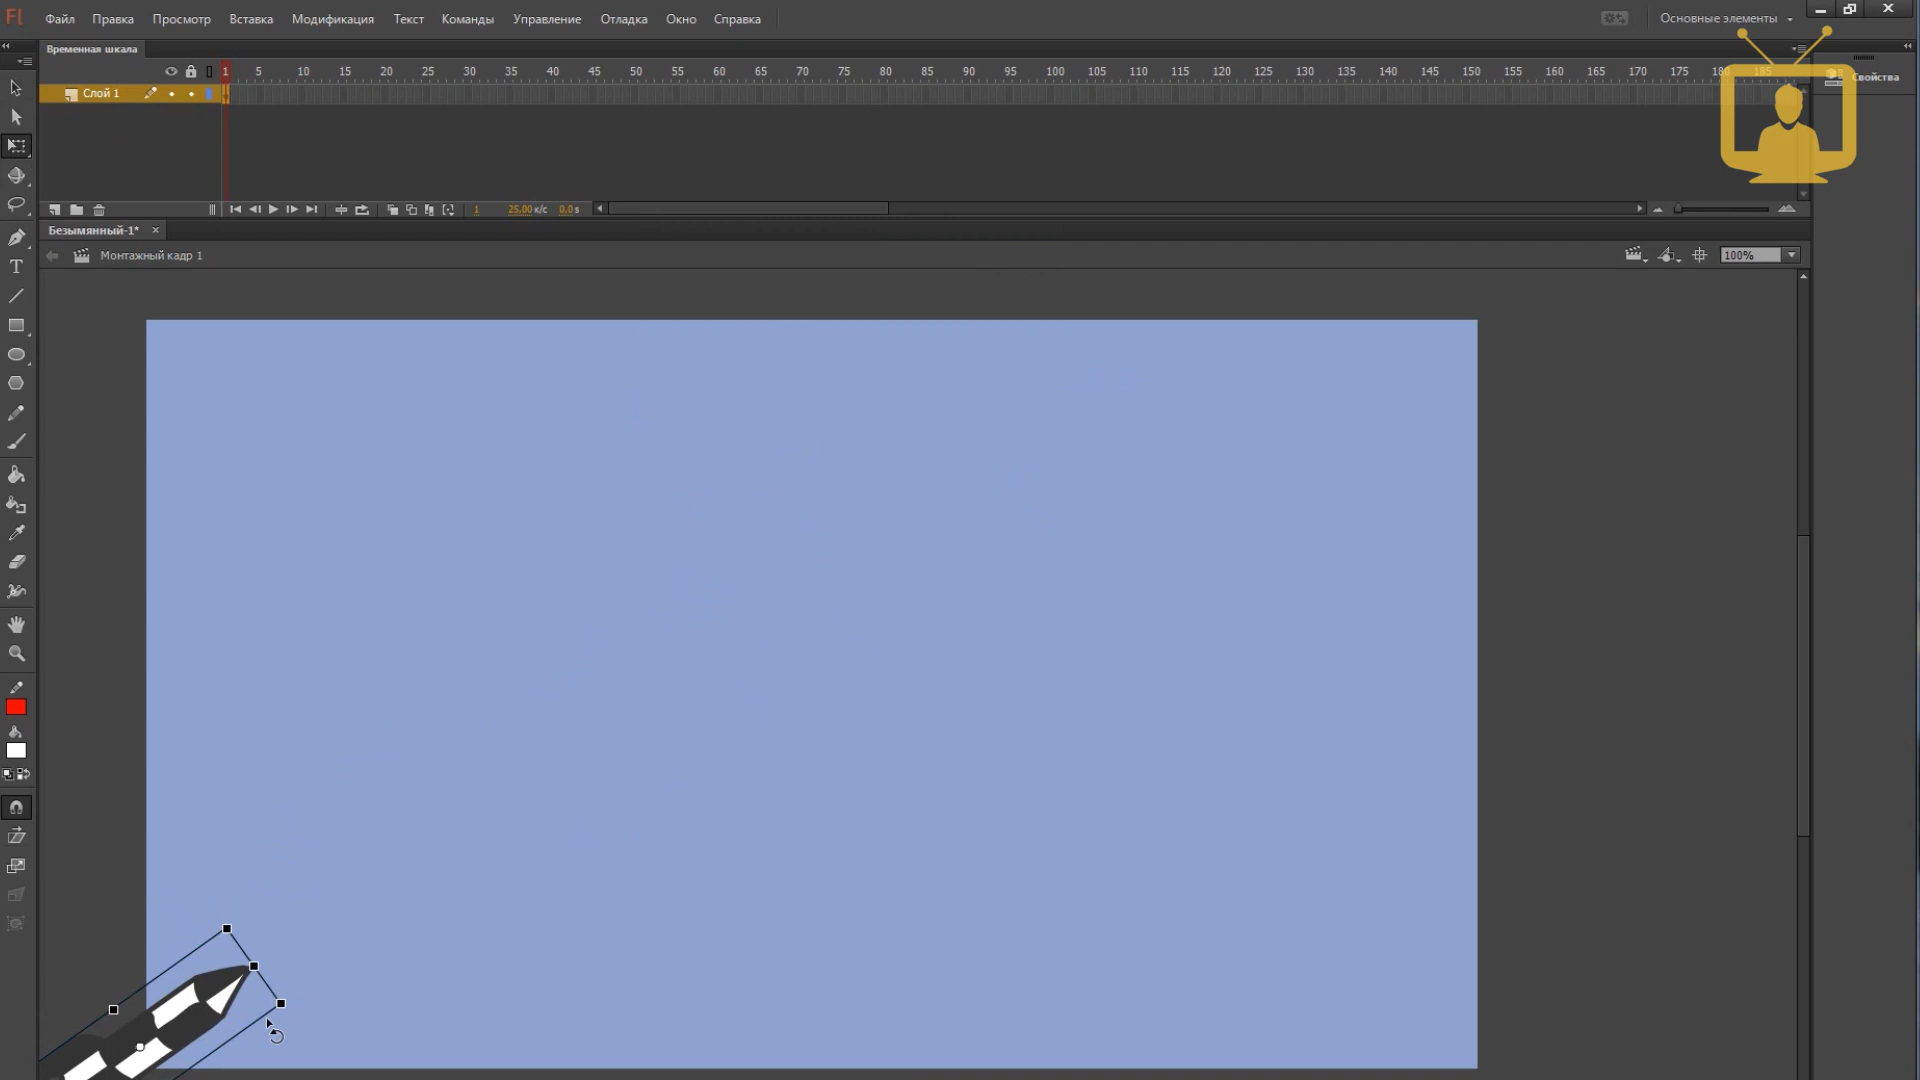 Fl Файл Правка Просмотр Вставка Модификация Текст Команды Управление Отладка Окно Справка Основные элементы
Временная шкала
1 5 10 15 20 25 30 35 40 45 50 55 60 65 70 75 80 85 90 95 100 105 110 115 120 125 130 135 140 145 150 155 160 165 170 175 180 185
Свойства
Слой 1
1 25.00 к/с 0.0 s
Безымянный-1*
Монтажный кадр 1 100%
T